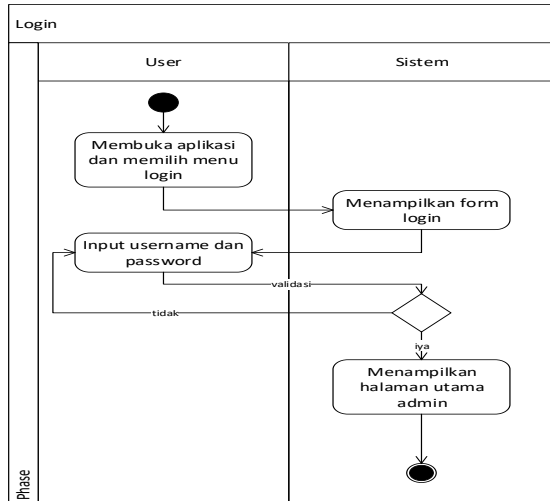 Login
User
Sistem
Membuka aplikasi
dan memilih menu
login
Menampilkan form
login
Input username dan
password
validasi
tidak
iya
Menampilkan
halaman utama
admin
Phase